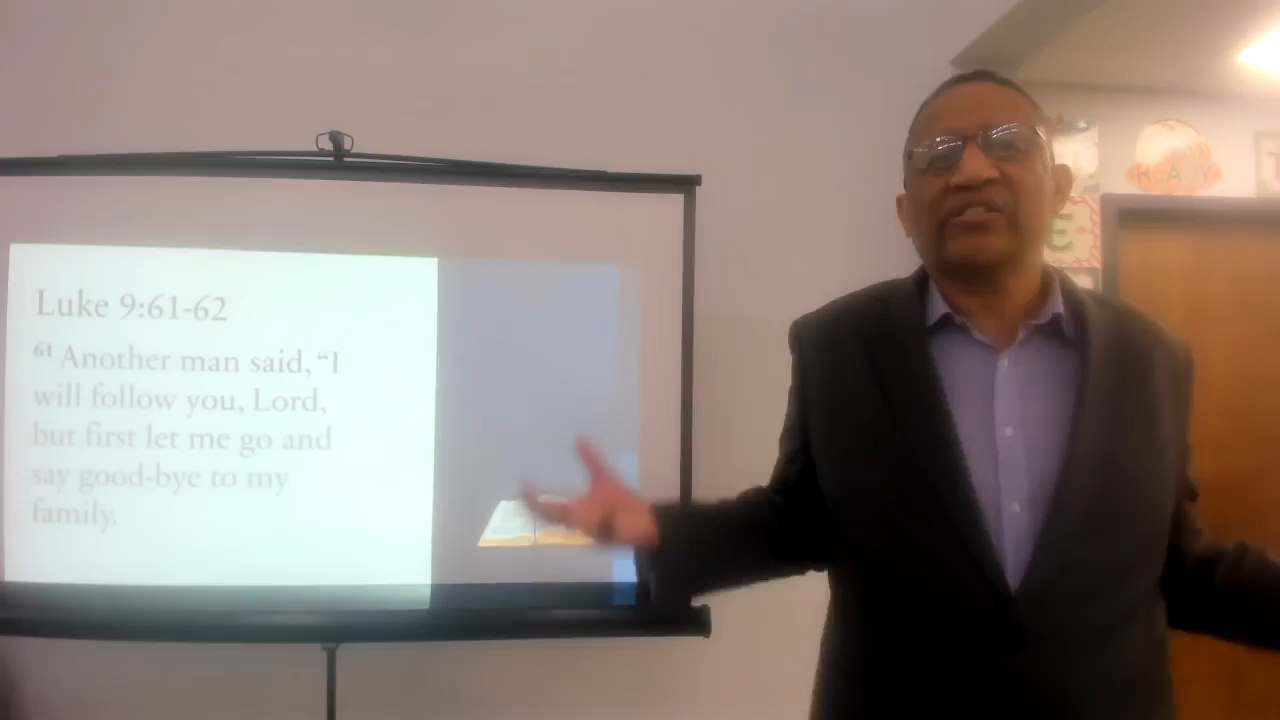 Luke 9:61-62
61 Another man said, “I
will follow you, Lord,
but first let me go and
say good-bye to my
family.
READY
E